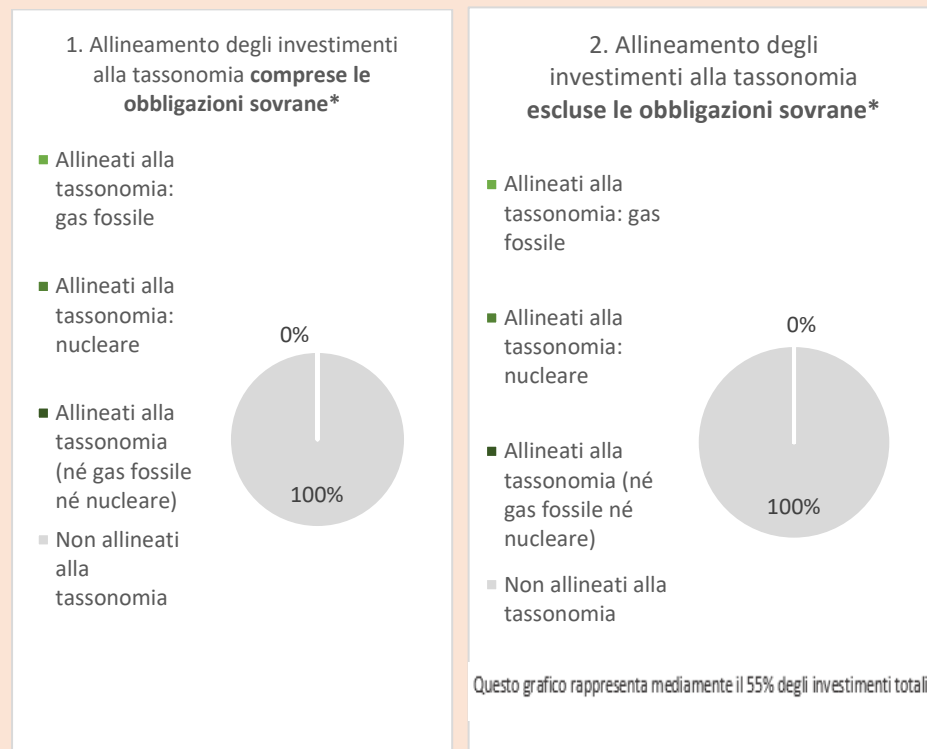 1. Allineamento degli investimenti
alla tassonomia comprese le
obbligazioni sovrane*
Allineati alla
tassonomia:
gas fossile
Allineati alla
tassonomia:
nucleare
Allineati alla
tassonomia
(né gas fossile
né nucleare)
Non allineati
alla
tassonomia
0%
100%
2. Allineamento degli
investimenti alla tassonomia
escluse le obbligazioni sovrane*
Allineati alla
tassonomia: gas
fossile
Allineati alla
tassonomia:
nucleare
Allineati alla
tassonomia (né
gas fossile né
nucleare)
Non allineati alla
tassonomia
0%
100%
Questo grafico rappresenta mediamente il 55% degli investimenti totali